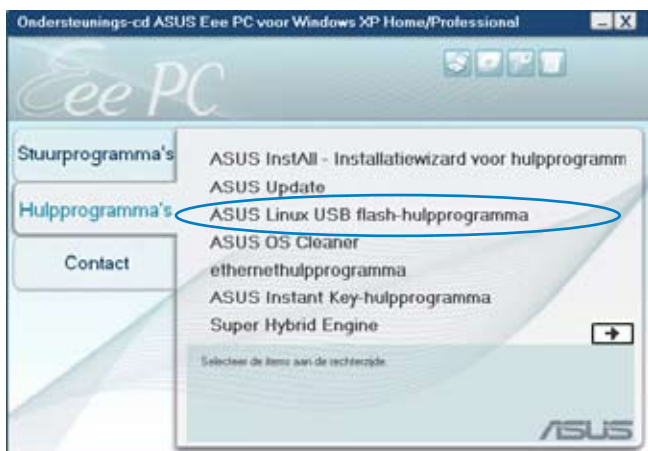 Ondersteunings-cd ASUS Eee PC voor Windows XP Home/Professional
Eee PC
Stuurprogramma's
Hulpprogramma's
Contact
ASUS InstAll - Installatiewizard voor hulpprogramm
ASUS Update
ASUS Linux USB flash-hulpprogramma
ASUS OS Cleaner
ethernethulpprogramma
ASUS Instant Key-hulpprogramma
Super Hybrid Engine
Selecteer de items aan de rechterzijde.
ASUS